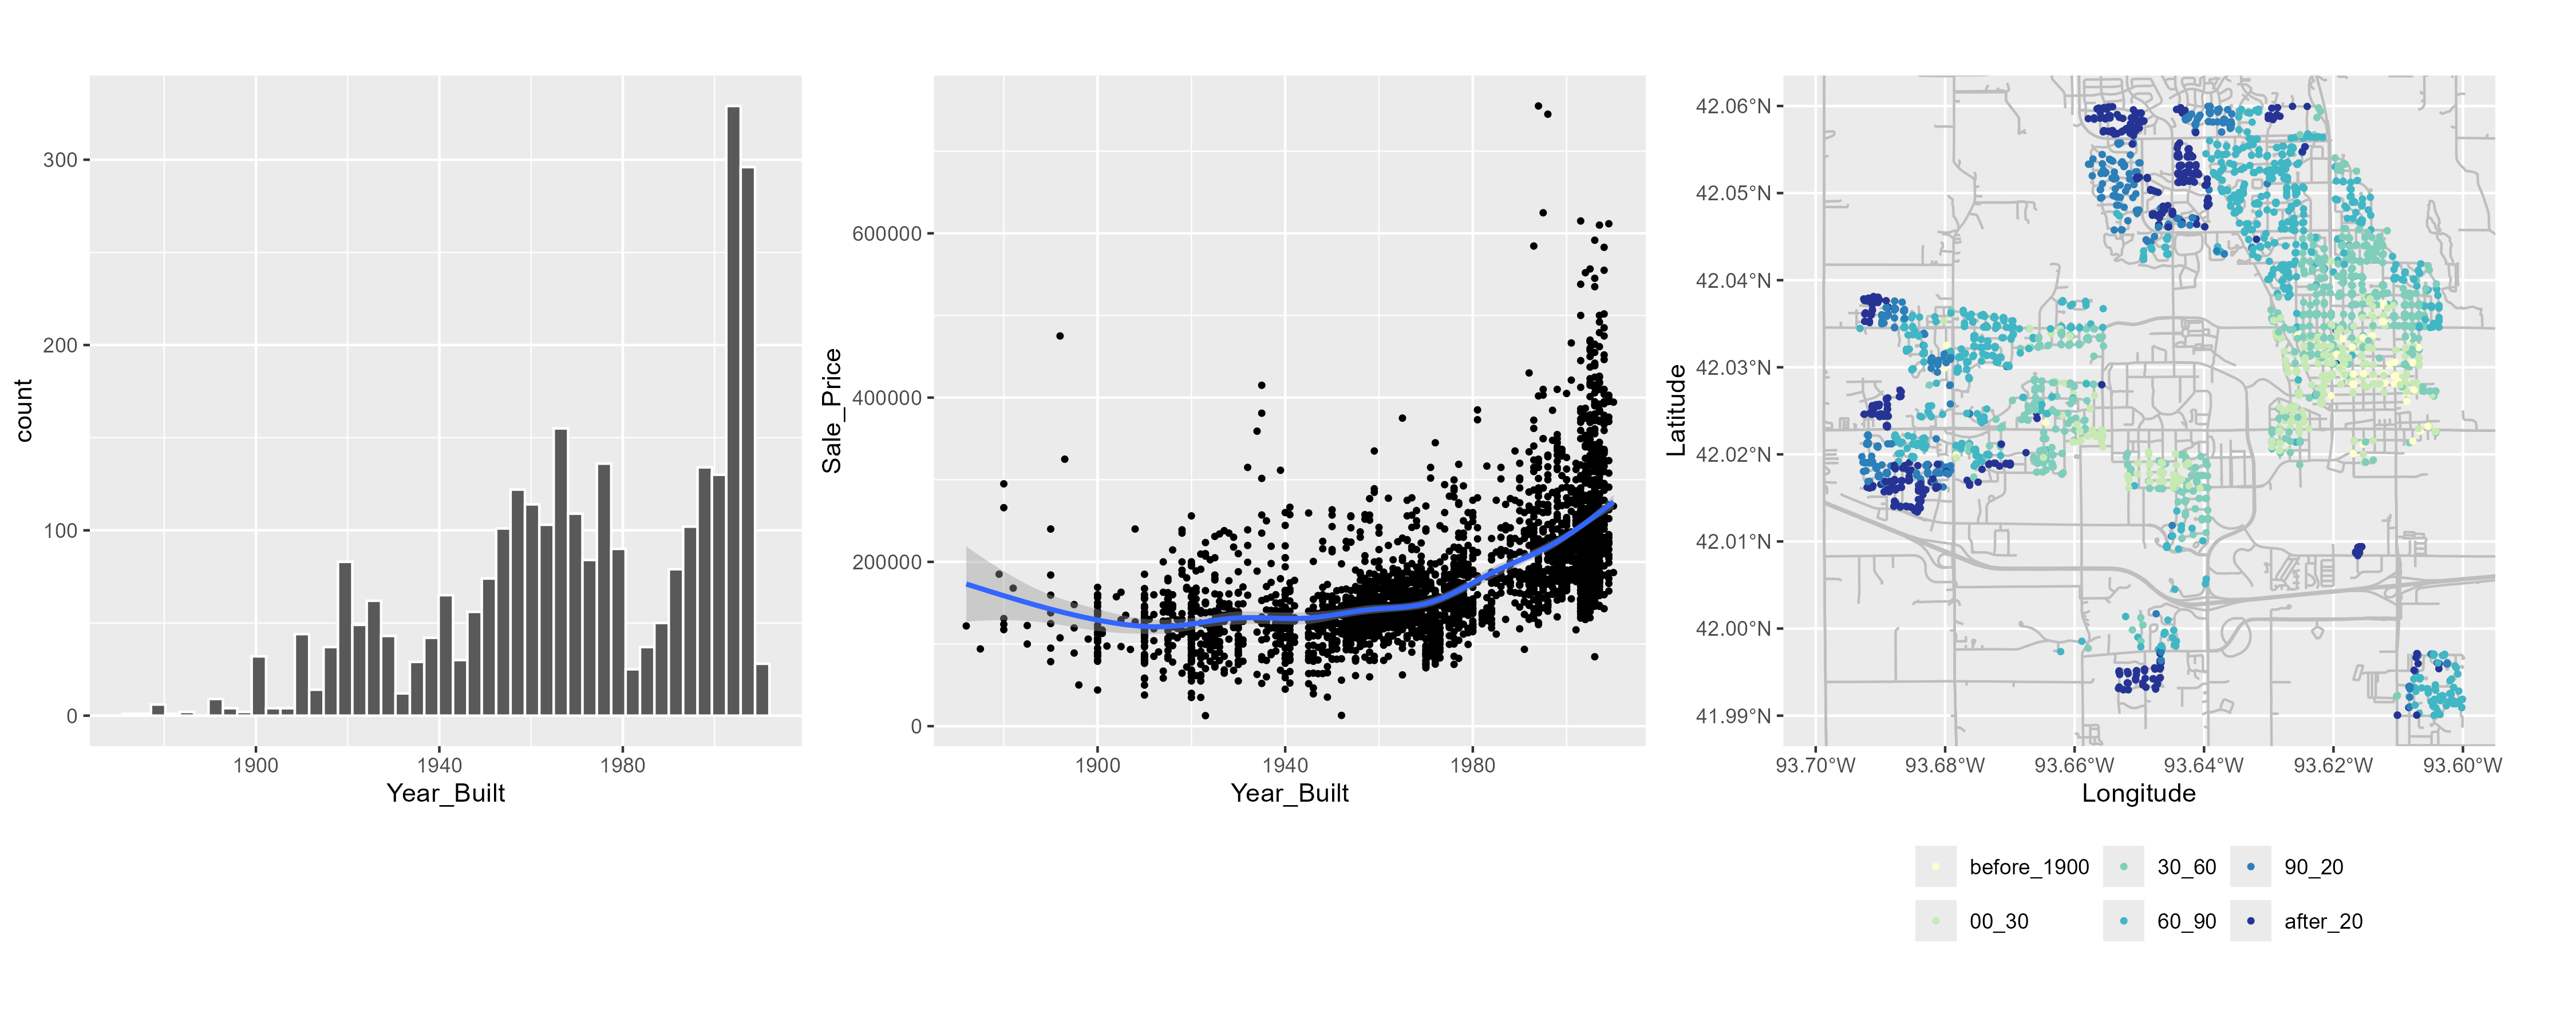 300
200
100
0
count
1900 1940 1980
Year_Built
600000
400000
200000
0
Sale_Price
1900 1940 1980
Year_Built
42.06°N
42.05°N
42.04°N
42.03°N
42.02°N
42.01°N
42.00°N
41.99°N
Latitude
93.70°W 93.68°W 93.66°W 93.64°W 93.62°W 93.60°W
Longitude
before_1900 30_60 90_20
00_30 60_90 after_20